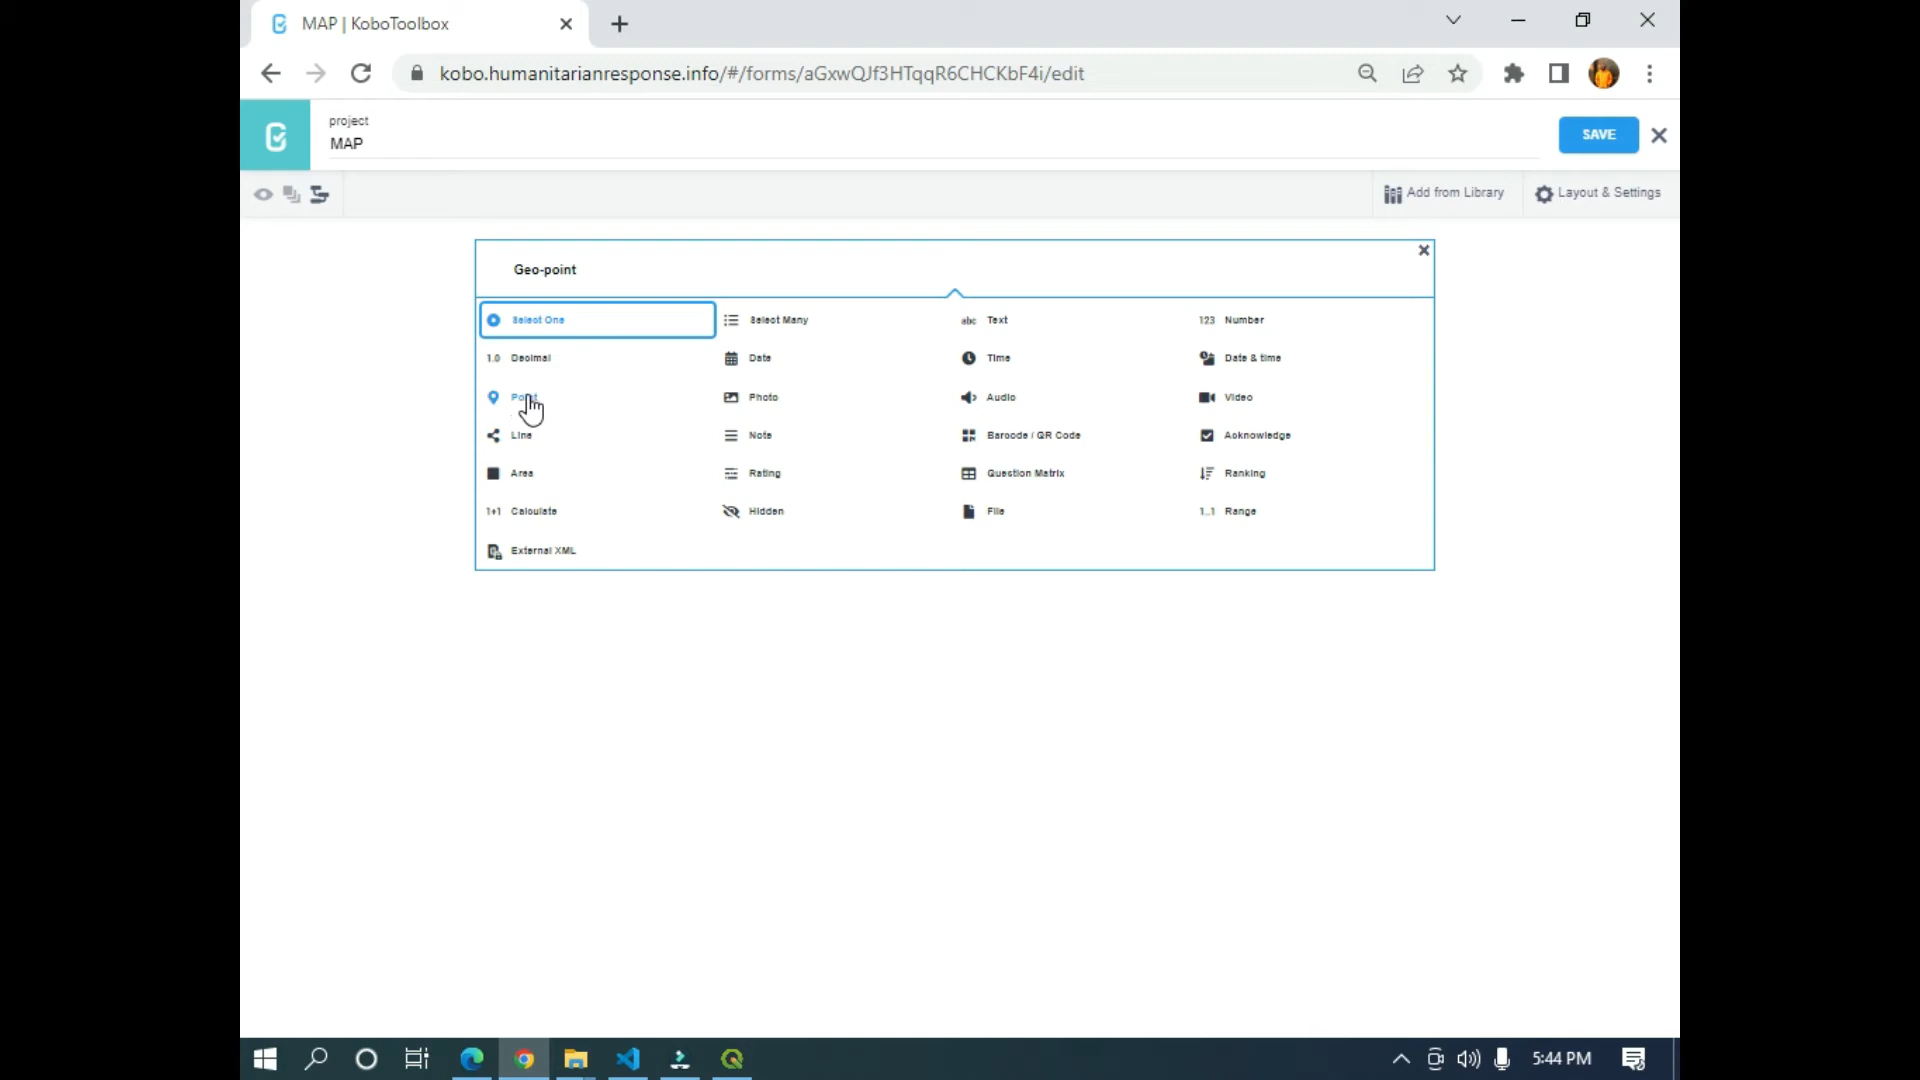 MAP | KoboToolbox
kobo.humanitarianresponse.info/#/forms/aGxwQJf3HTqqR6CHCKbF4i/edit
project
MAP
SAVE
Add from Library
Layout & Settings
Geo-point
Select One
Select Many
abc Text
123 Number
1.0 Decimal
Date
Time
Date & time
Point
Photo
Audio
Video
Line
Note
Barcode / QR Code
Acknowledge
Area
Rating
Question Matrix
Ranking
1+1 Calculate
Hidden
File
1..1 Range
External XML
5:44 PM